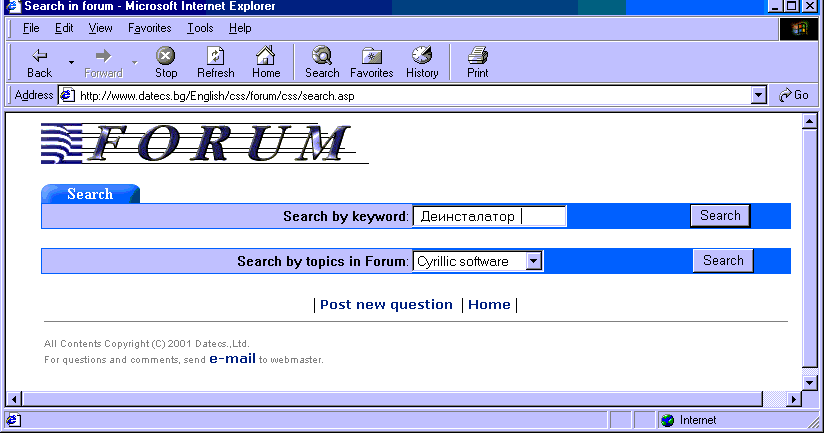 Search in forum - Microsoft Internet Explorer
File Edit View Favorites Tools Help
Back Forward Stop Refresh Home Search Favorites History Print
Address http://www.datecs.bg/English/css/forum/css/search.asp Go
FORUM
Search
Search by keyword: Деинсталатор Search
Search by topics in Forum: Cyrillic software Search
| Post new question | Home |
All Contents Copyright (C) 2001 Datecs.,Ltd.
For questions and comments, send e-mail to webmaster.
Internet